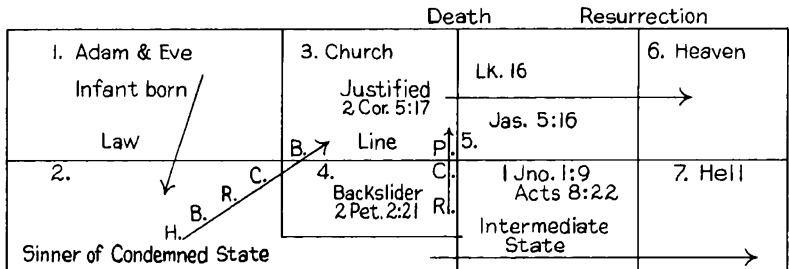 Death Resurrection
1. Adam & Eve
Infant born
Law
3. Church
Justified
2 Cor. 5:17
Line
Lk. 16
Jas. 5:16
5.
6. Heaven
2.
H. B. R. C. B.
Sinner of Condemned State
4.
Backslider
2 Pet. 2:21
P.
C.
R.
1 Jno. 1:9
Acts 8:22
Intermediate
State
7. Hell